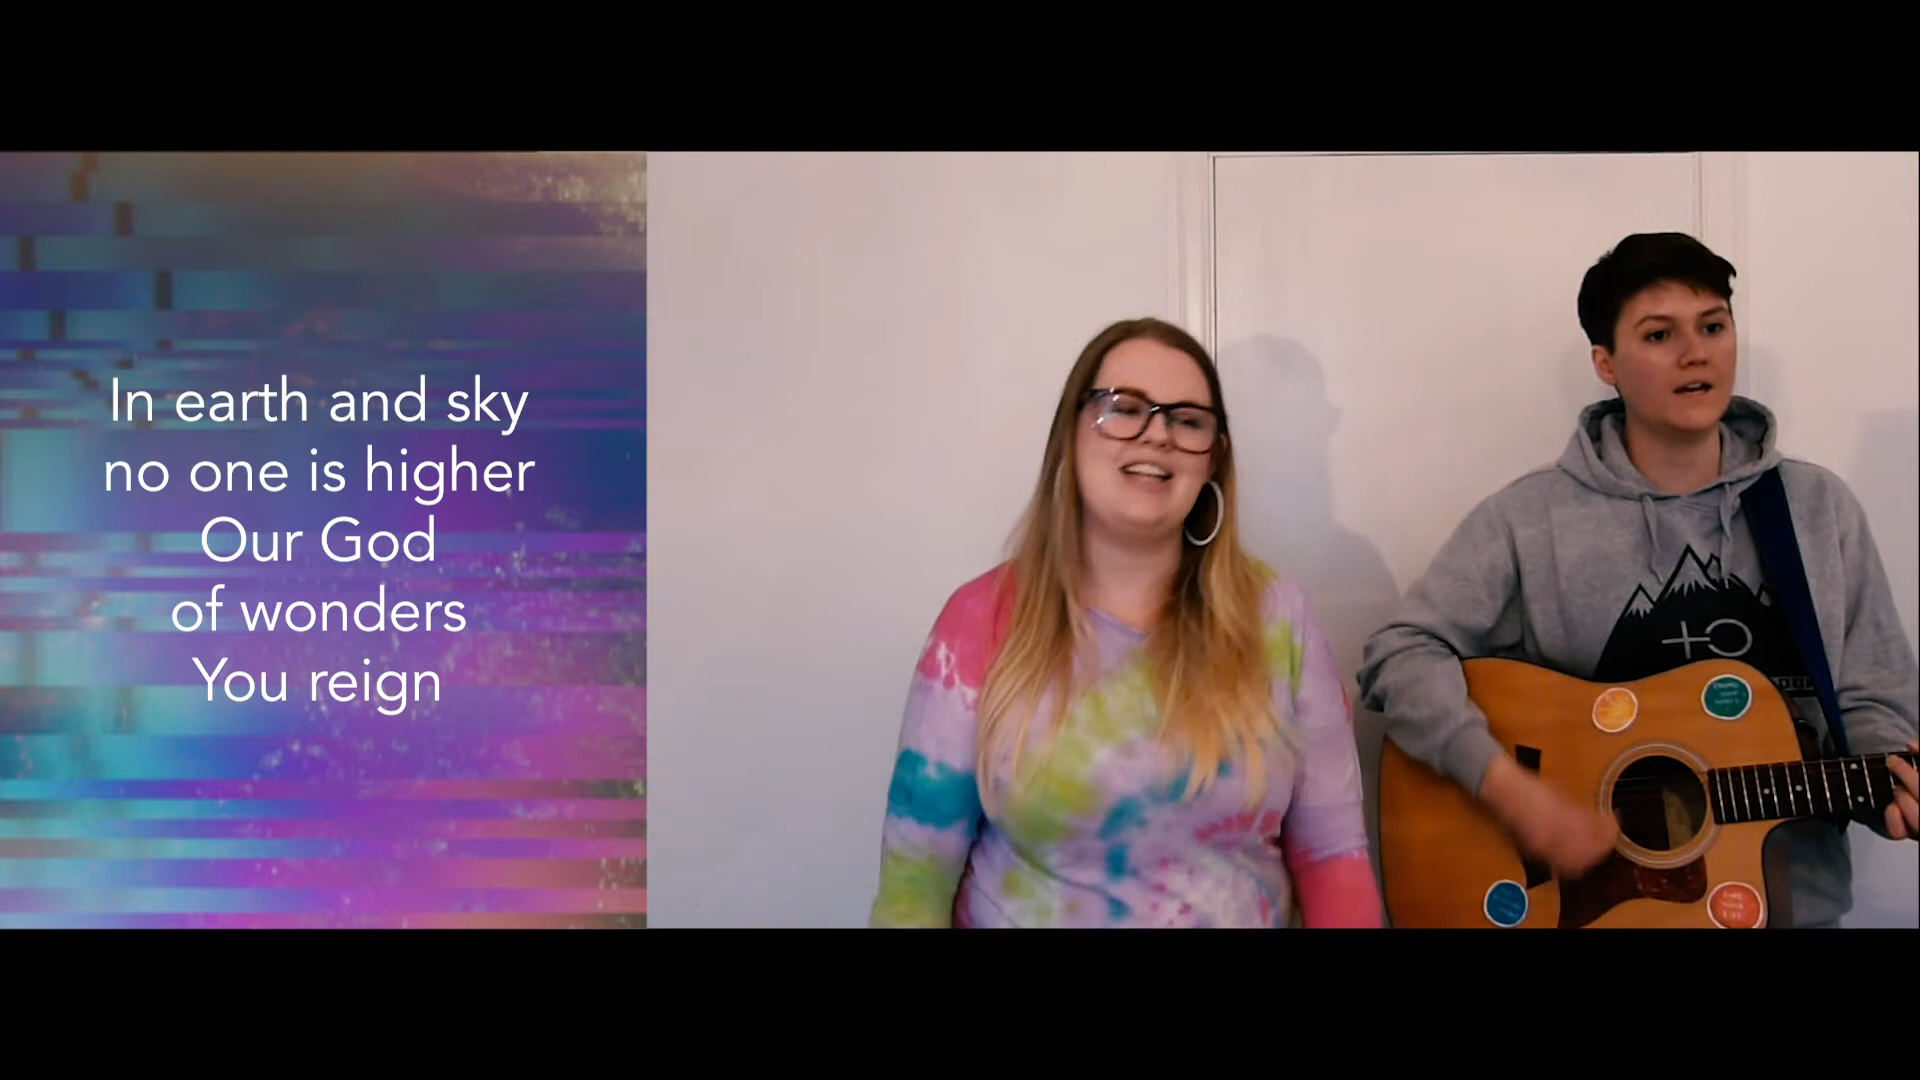 In earth and sky
no one is higher
Our God
of wonders
You reign